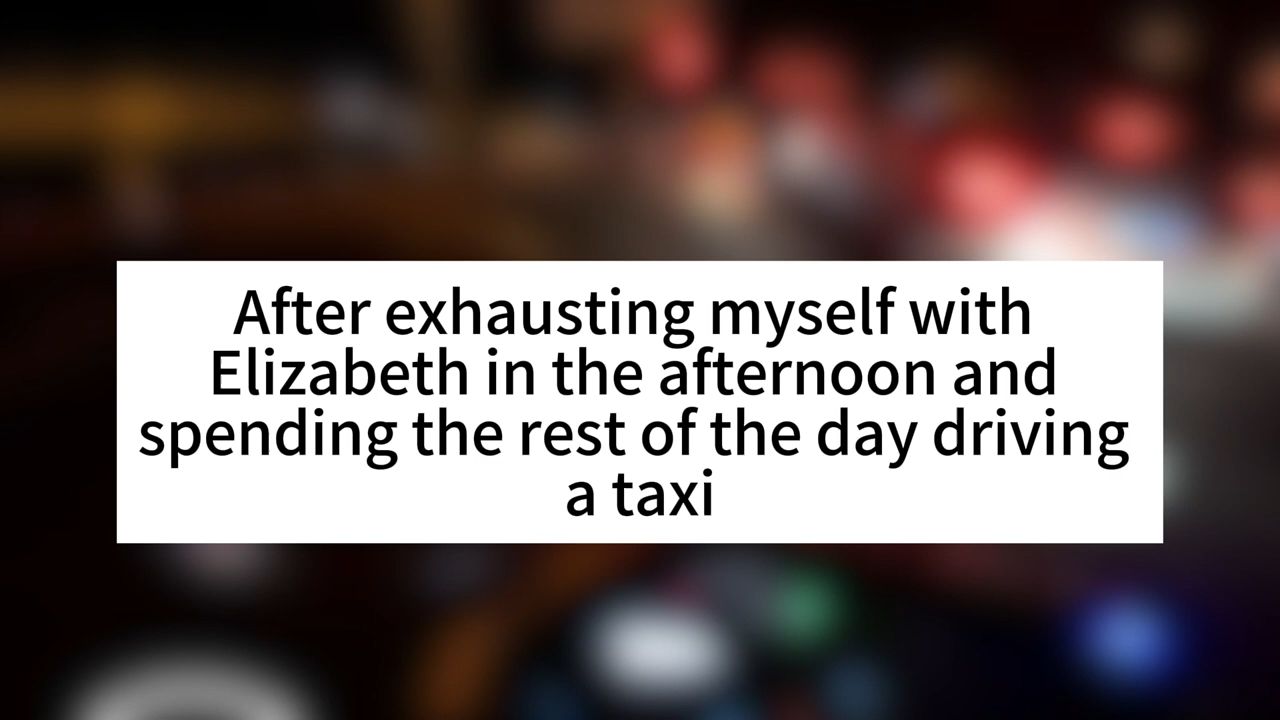 After exhausting myself with
Elizabeth in the afternoon and
spending the rest of the day driving
a taxi